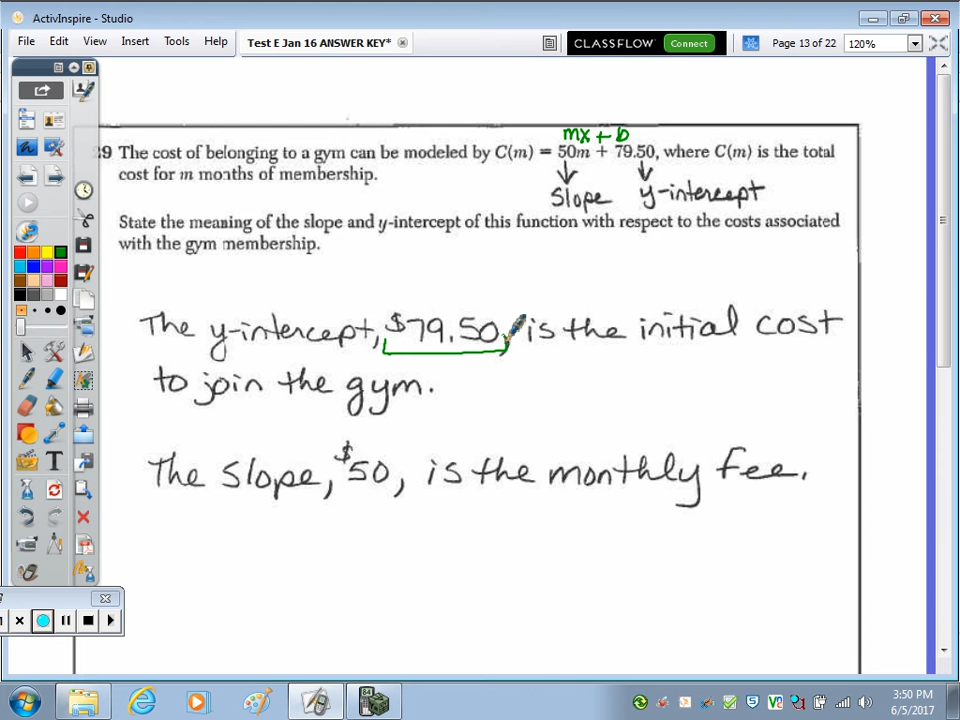 ActivInspire - Studio
File Edit View Insert Tools Help
Test E Jan 16 ANSWER KEY*
CLASSFLOW Connect
Page 13 of 22
120%
mx + b
29 The cost of belonging to a gym can be modeled by C(m) = 50m + 79.50, where C(m) is the total
cost for m months of membership.
slope y-intercept
State the meaning of the slope and y-intercept of this function with respect to the costs associated
with the gym membership.
The y-intercept, $79.50, is the initial cost
to join the gym.
The slope, $50, is the monthly fee.
3:50 PM
6/5/2017